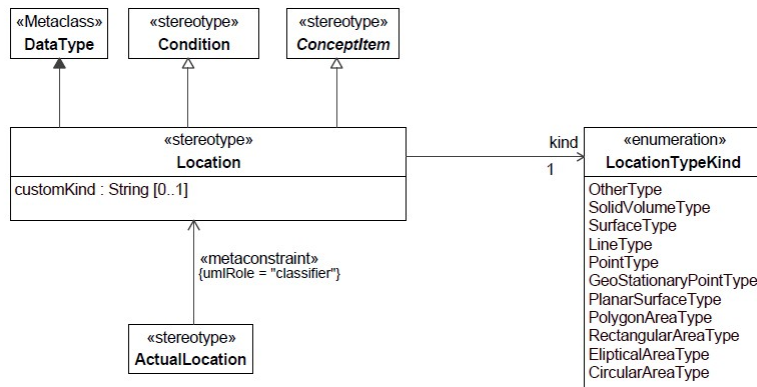 «Metaclass»
DataType
«stereotype»
Condition
«stereotype»
ConceptItem
«stereotype»
Location
customKind : String [0..1]
kind
1
«enumeration»
LocationTypeKind
OtherType
SolidVolumeType
SurfaceType
LineType
PointType
GeoStationaryPointType
PlanarSurfaceType
PolygonAreaType
RectangularAreaType
ElipticalAreaType
CircularAreaType
«metaconstraint»
{umlRole = "classifier"}
«stereotype»
ActualLocation